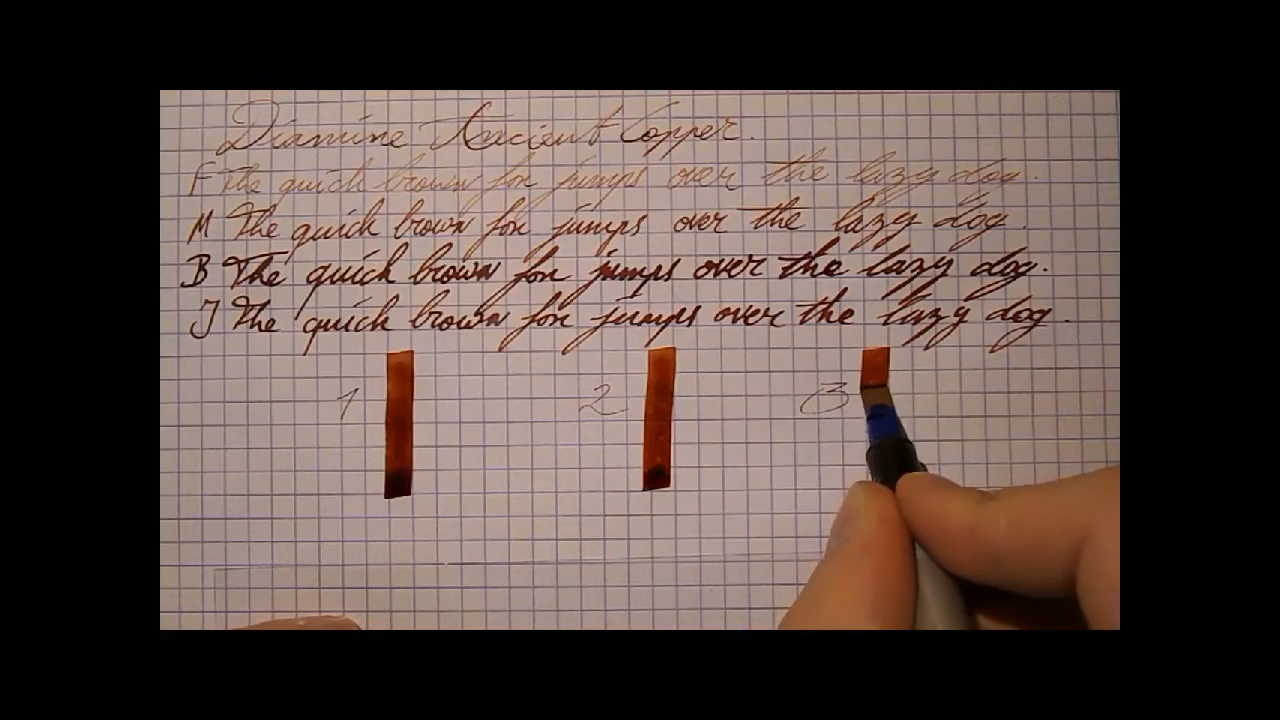 Diamine Ancient Copper.
F The quick brown fox jumps over the lazy dog.
M The quick brown fox jumps over the lazy dog.
B The quick brown fox jumps over the lazy dog.
J The quick brown fox jumps over the lazy dog.
1 2 3